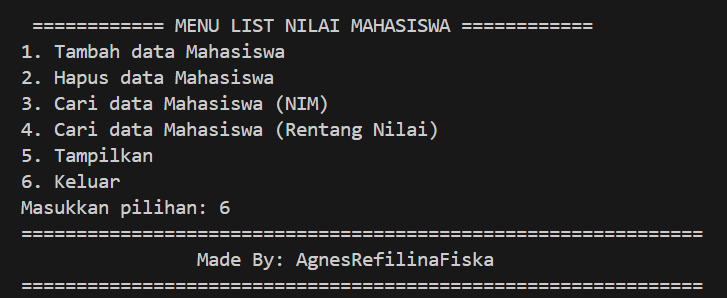 ============ MENU LIST NILAI MAHASISWA ============
1. Tambah data Mahasiswa
2. Hapus data Mahasiswa
3. Cari data Mahasiswa (NIM)
4. Cari data Mahasiswa (Rentang Nilai)
5. Tampilkan
6. Keluar
Masukkan pilihan: 6
==============================================================
Made By: AgnesRefilinaFiska
==============================================================